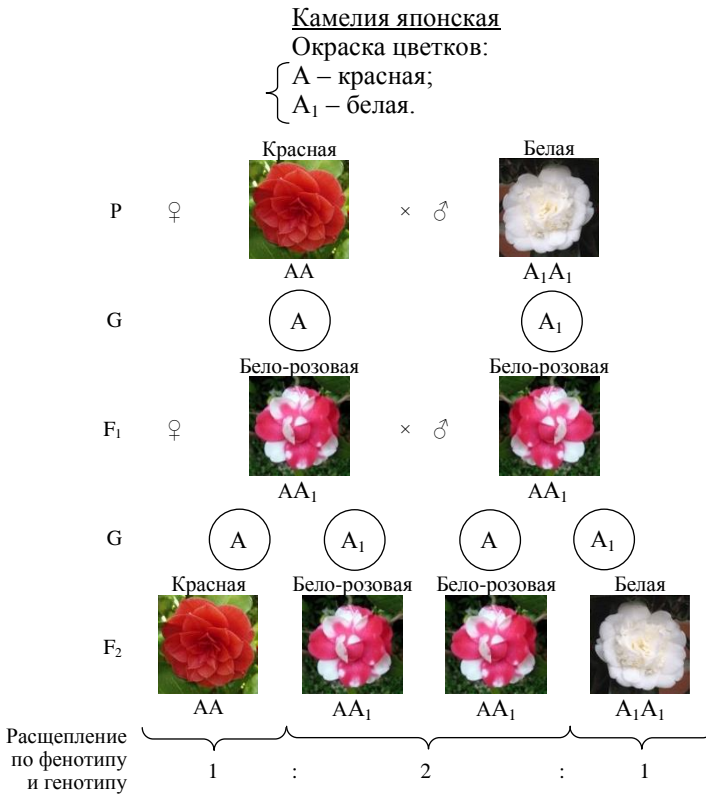 Камелия японская
Окраска цветков:
А – красная;
А₁ – белая.
Красная Белая
P ♀ × ♂
АА А₁А₁
G А А₁
Бело-розовая Бело-розовая
F₁ ♀ × ♂
АА₁ АА₁
G А А₁ А А₁
Красная Бело-розовая Бело-розовая Белая
F₂
АА АА₁ АА₁ А₁А₁
Расщепление
по фенотипу
и генотипу
1 : 2 : 1